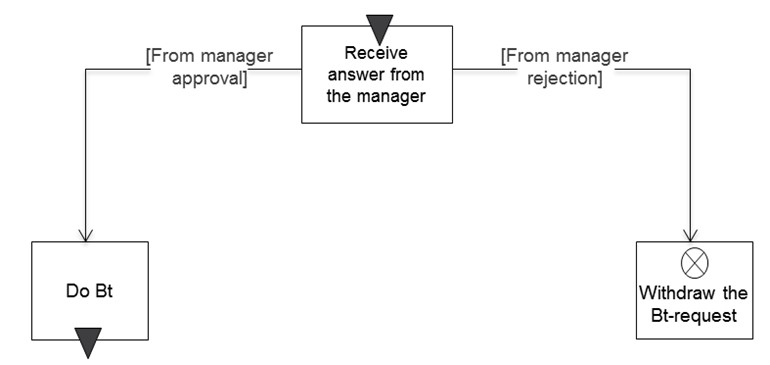 [From manager
approval]
Receive
answer from
the manager
[From manager
rejection]
Do Bt
Withdraw the
Bt-request